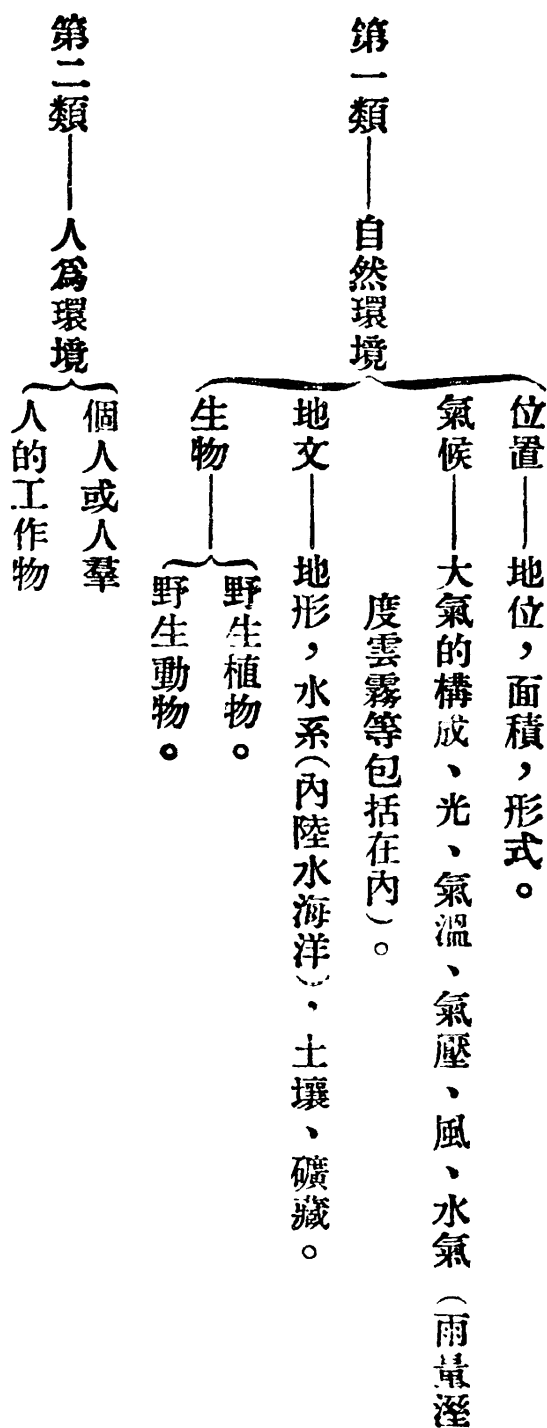 第一類——自然環境
位置——地位，面積，形式。
氣候——大氣的構成、光、氣溫、氣壓、風、水氣（雨量溼
度雲霧等包括在內）。
地文——地形，水系（內陸水海洋）、土壤、礦藏。
生物——
野生植物。
野生動物。
第二類——人爲環境
個人或人羣
人的工作物